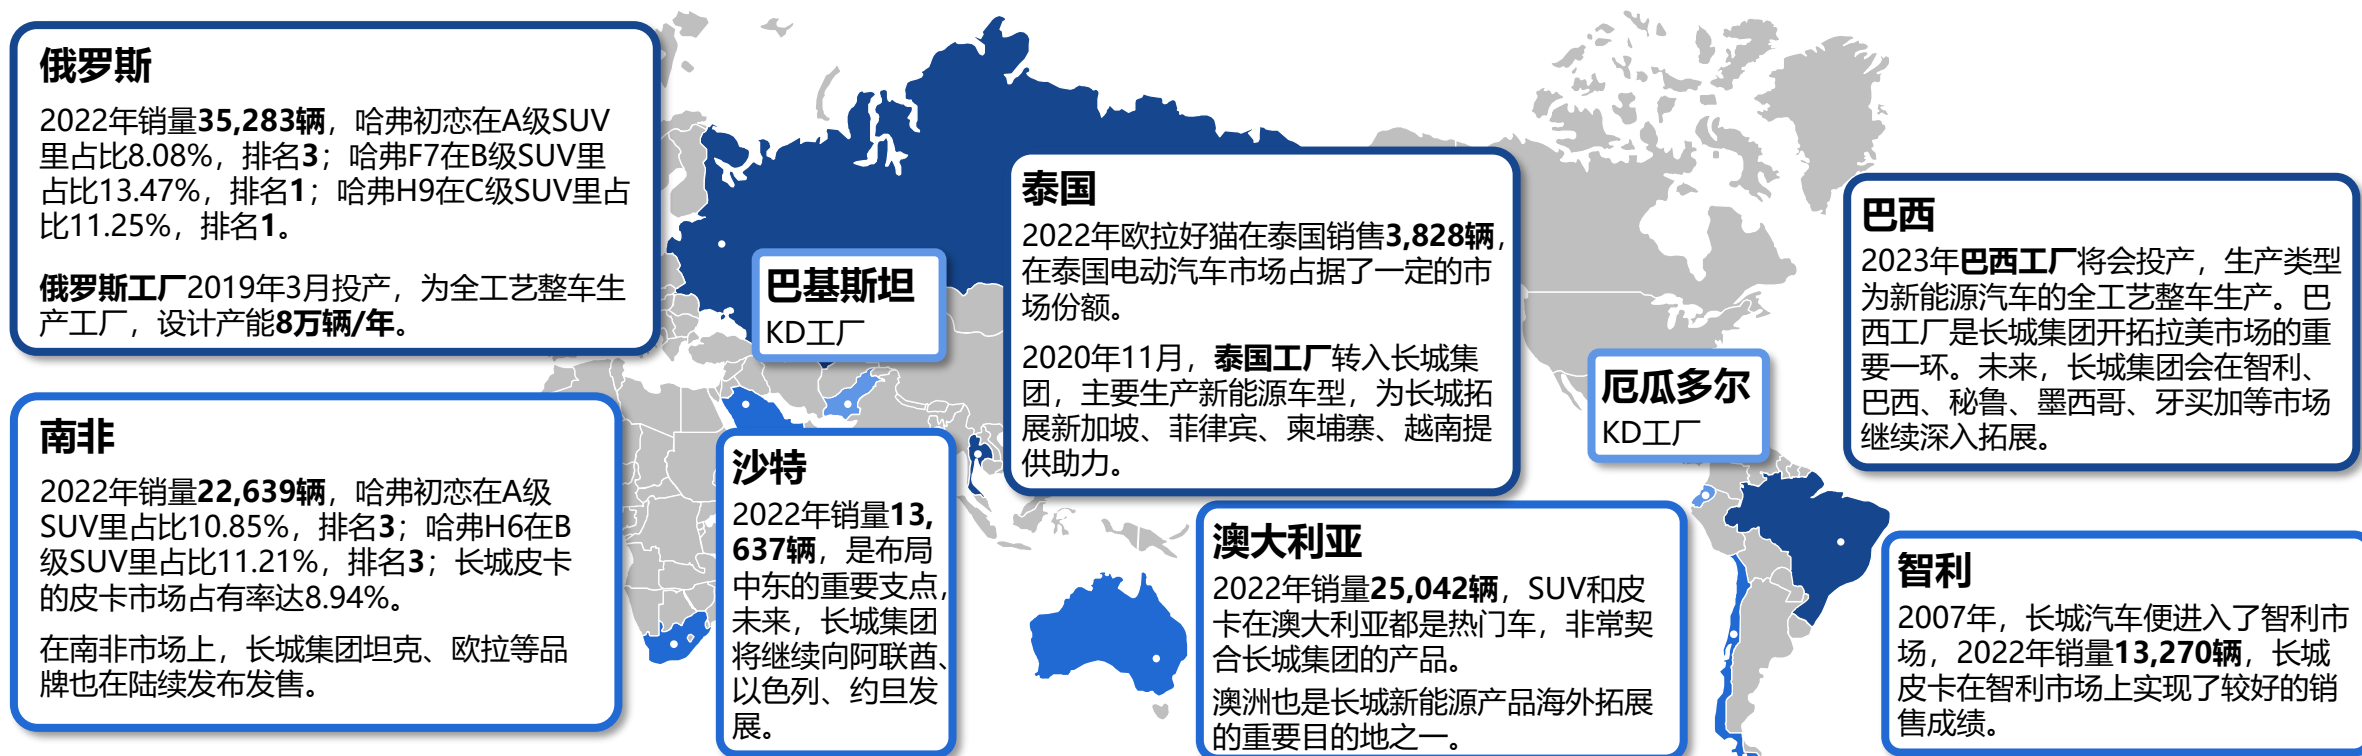 俄罗斯
2022年销量35,283辆，哈弗初恋在A级SUV
里占比8.08%，排名3；哈弗F7在B级SUV里
占比13.47%，排名1；哈弗H9在C级SUV里占
比11.25%，排名1。
俄罗斯工厂2019年3月投产，为全工艺整车生
产工厂，设计产能8万辆/年。
南非
2022年销量22,639辆，哈弗初恋在A级
SUV里占比10.85%，排名3；哈弗H6在B
级SUV里占比11.21%，排名3；长城皮卡
的皮卡市场占有率达8.94%。
在南非市场上，长城集团坦克、欧拉等品
牌也在陆续发布发售。
巴基斯坦
KD工厂
沙特
2022年销量13,
637辆，是布局
中东的重要支点，
未来，长城集团
将继续向阿联酋、
以色列、约旦发
展。
泰国
2022年欧拉好猫在泰国销售3,828辆，
在泰国电动汽车市场占据了一定的市
场份额。
2020年11月，泰国工厂转入长城集
团，主要生产新能源车型，为长城拓
展新加坡、菲律宾、柬埔寨、越南提
供助力。
澳大利亚
2022年销量25,042辆，SUV和皮
卡在澳大利亚都是热门车，非常契
合长城集团的产品。
澳洲也是长城新能源产品海外拓展
的重要目的地之一。
厄瓜多尔
KD工厂
巴西
2023年巴西工厂将会投产，生产类型
为新能源汽车的全工艺整车生产。巴
西工厂是长城集团开拓拉美市场的重
要一环。未来，长城集团会在智利、
巴西、秘鲁、墨西哥、牙买加等市场
继续深入拓展。
智利
2007年，长城汽车便进入了智利市
场，2022年销量13,270辆，长城
皮卡在智利市场上实现了较好的销
售成绩。